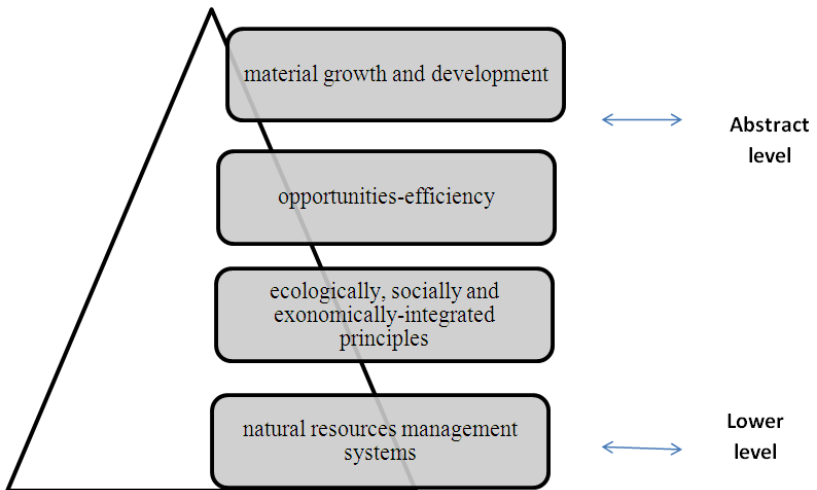 material growth and development
Abstract
level
opportunities-efficiency
ecologically, socially and
exonomically-integrated
principles
natural resources management
systems
Lower
level